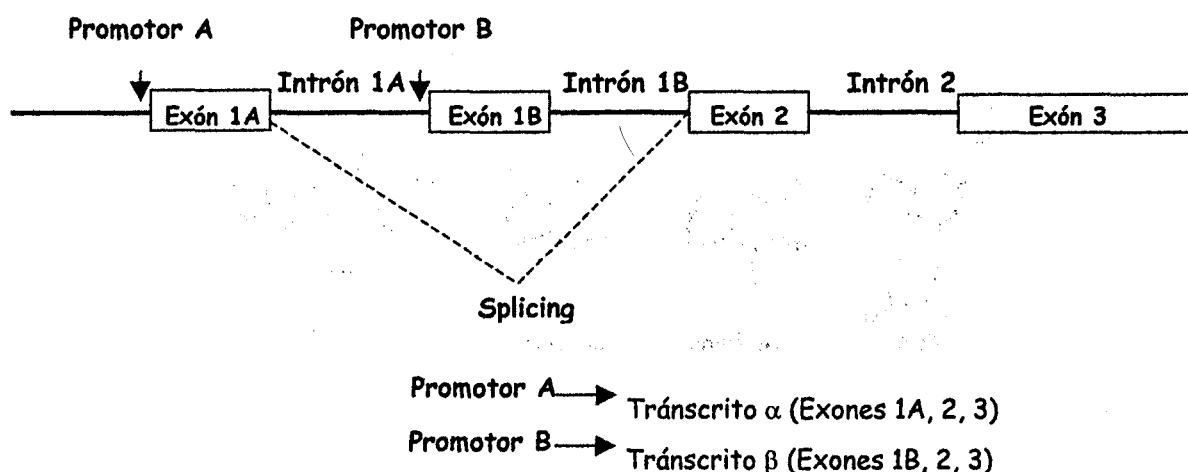 Promotor A Promotor B
Intrón 1A Intrón 1B Intrón 2
Exón 1A Exón 1B Exón 2 Exón 3
Splicing
Promotor A
Tránscrito α (Exones 1A, 2, 3)
Promotor B
Tránscrito β (Exones 1B, 2, 3)